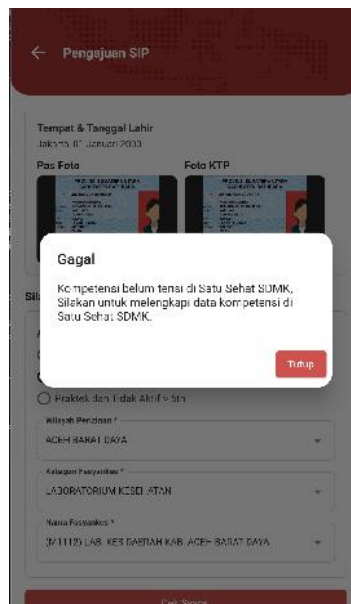 Pengajuan SIP
Tempat & Tanggal Lahir
Jakarta, 01 Januari 2000
Pas Foto
Foto KTP
Gagal
Kompetensi belum terisi di Satu Sehat SDMK,
Silakan untuk melengkapi data kompetensi di
Satu Sehat SDMK.
Tutup
Praktek dan Tidak Aktif > 5th
Wilayah Perizinan *
ACEH BARAT DAYA
Kategori Fasyankes *
LABORATORIUM KESEHATAN
Nama Fasyankes *
(M1112) LAB. KES DAERAH KAB. ACEH BARAT DAYA